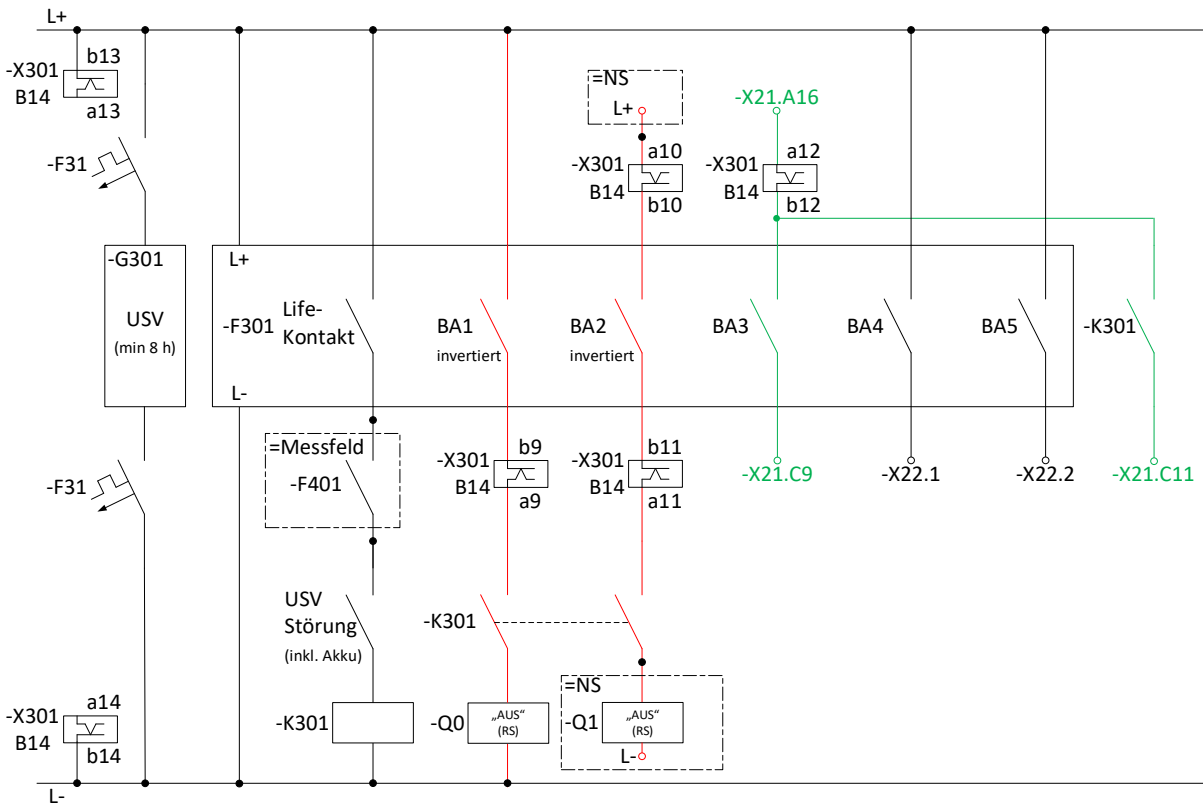 L+
-X301
B14
b13
a13
=NS
L+
-X21.A16
-X301
B14
a10
b10
-X301
B14
a12
b12
-F31
-G301
USV
(min 8 h)
L+
-F301
Life-
Kontakt
BA1
invertiert
BA2
invertiert
BA3
BA4
BA5
-K301
L-
=Messfeld
-F401
-X301
B14
b9
a9
-X301
B14
b11
a11
-X21.C9
-X22.1
-X22.2
-X21.C11
-F31
USV
Störung
(inkl. Akku)
-K301
=NS
-X301
B14
a14
b14
-K301
-Q0
„AUS“
(RS)
-Q1
„AUS“
(RS)
L-
L-